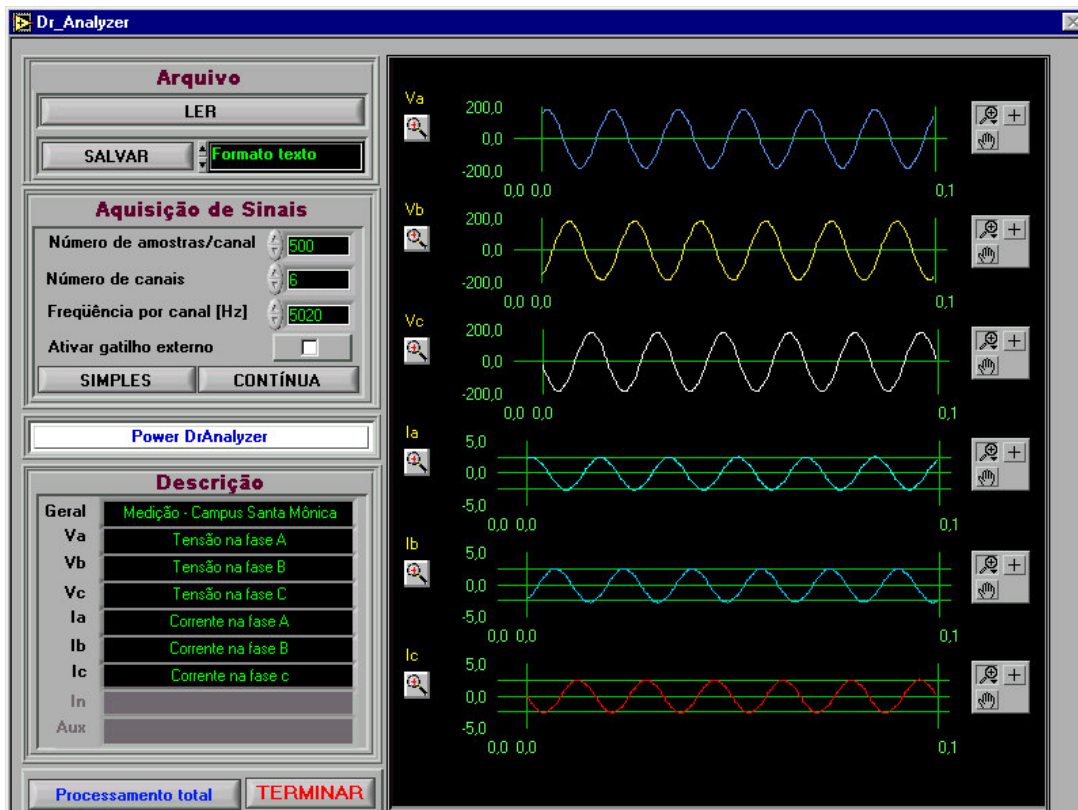 Dr_Analyzer
Arquivo
LER
SALVAR
Formato texto
Aquisição de Sinais
Número de amostras/canal 500
Número de canais 6
Freqüência por canal [Hz] 5020
Ativar gatilho externo
SIMPLES CONTÍNUA
Power DrAnalyzer
Descrição
Geral Medição - Campus Santa Mônica
Va Tensão na fase A
Vb Tensão na fase B
Vc Tensão na fase C
Ia Corrente na fase A
Ib Corrente na fase B
Ic Corrente na fase c
In
Aux
Processamento total TERMINAR
Va
200,0
0,0
-200,0
0,0 0,0 0,1
Vb
200,0
0,0
-200,0
0,0 0,0 0,1
Vc
200,0
0,0
-200,0
0,0 0,0 0,1
Ia
5,0
0,0
-5,0
0,0 0,0 0,1
Ib
5,0
0,0
-5,0
0,0 0,0 0,1
Ic
5,0
0,0
-5,0
0,0 0,0 0,1